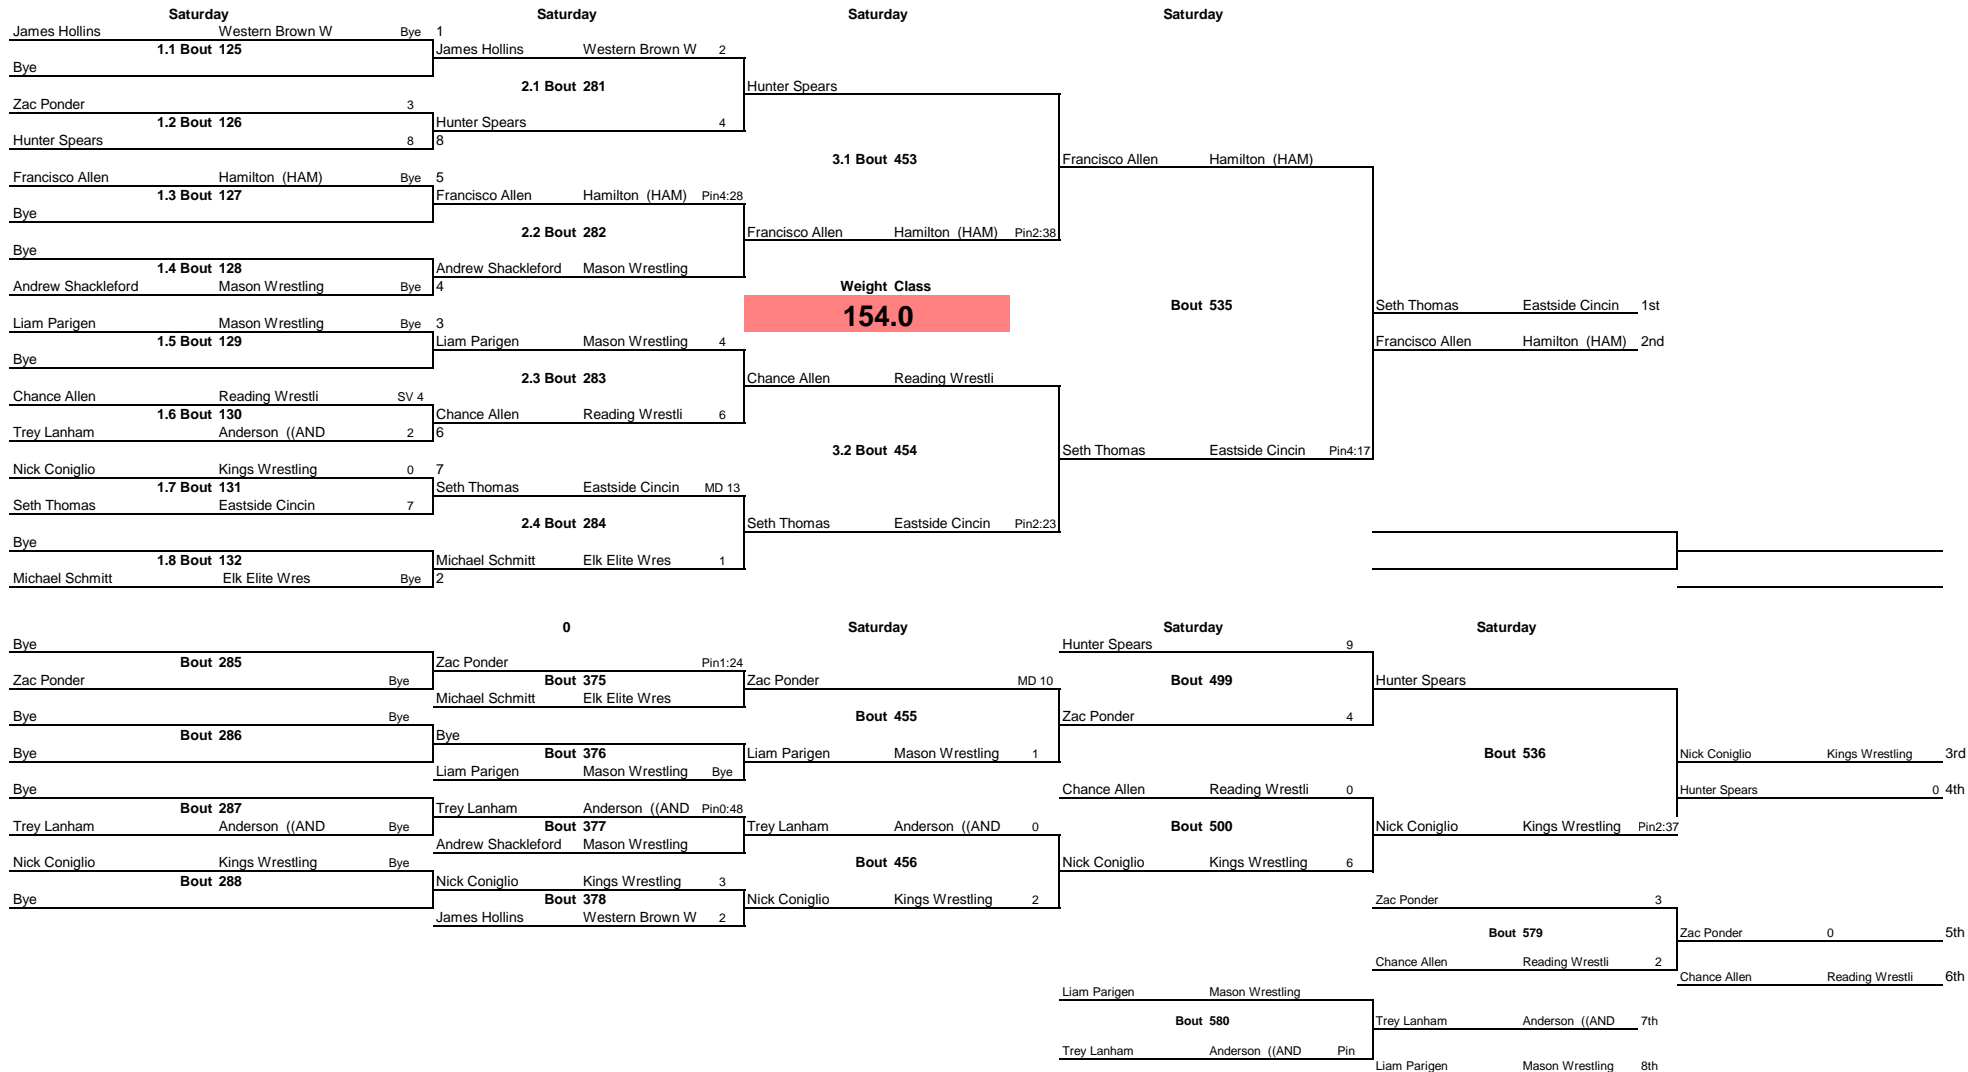 Saturday Saturday Saturday Saturday
James Hollins Western Brown W Bye 1
1.1 Bout 125 James Hollins Western Brown W 2
Bye
2.1 Bout 281 Hunter Spears
Zac Ponder 3
1.2 Bout 126 Hunter Spears 4
Hunter Spears 8 8
3.1 Bout 453 Francisco Allen Hamilton (HAM)
Francisco Allen Hamilton (HAM) Bye 5
1.3 Bout 127 Francisco Allen Hamilton (HAM) Pin4:28
Bye
2.2 Bout 282 Francisco Allen Hamilton (HAM) Pin2:38
Bye
1.4 Bout 128 Andrew Shackleford Mason Wrestling
Andrew Shackleford Mason Wrestling Bye 4 Weight Class
Bout 535 Seth Thomas Eastside Cincin 1st
154.0
Liam Parigen Mason Wrestling Bye 3
1.5 Bout 129 Liam Parigen Mason Wrestling 4 Francisco Allen Hamilton (HAM) 2nd
Bye
2.3 Bout 283 Chance Allen Reading Wrestli
Chance Allen Reading Wrestli SV 4
1.6 Bout 130 Chance Allen Reading Wrestli 6
Trey Lanham Anderson ((AND 2 6
3.2 Bout 454 Seth Thomas Eastside Cincin Pin4:17
Nick Coniglio Kings Wrestling 0 7
1.7 Bout 131 Seth Thomas Eastside Cincin MD 13
Seth Thomas Eastside Cincin 7
2.4 Bout 284 Seth Thomas Eastside Cincin Pin2:23
Bye
1.8 Bout 132 Michael Schmitt Elk Elite Wres 1
Michael Schmitt Elk Elite Wres Bye 2
0 Saturday Saturday Saturday
Bye Hunter Spears 9
Bout 285 Zac Ponder Pin1:24
Zac Ponder Bye Bout 375 Zac Ponder MD 10 Bout 499 Hunter Spears
Michael Schmitt Elk Elite Wres
Bye Bye Bout 455 Zac Ponder 4
Bout 286 Bye
Bye Bout 376 Liam Parigen Mason Wrestling 1 Bout 536 Nick Coniglio Kings Wrestling 3rd
Liam Parigen Mason Wrestling Bye
Bye Chance Allen Reading Wrestli 0 Hunter Spears 0 4th
Bout 287 Trey Lanham Anderson ((AND Pin0:48
Trey Lanham Anderson ((AND Bye Bout 377 Trey Lanham Anderson ((AND 0 Bout 500 Nick Coniglio Kings Wrestling Pin2:37
Andrew Shackleford Mason Wrestling
Nick Coniglio Kings Wrestling Bye Bout 456 Nick Coniglio Kings Wrestling 6
Bout 288 Nick Coniglio Kings Wrestling 3
Bye Bout 378 Nick Coniglio Kings Wrestling 2 Zac Ponder 3
James Hollins Western Brown W 2
Bout 579 Zac Ponder 0 5th
Chance Allen Reading Wrestli 2
Chance Allen Reading Wrestli 6th
Liam Parigen Mason Wrestling
Bout 580 Trey Lanham Anderson ((AND 7th
Trey Lanham Anderson ((AND Pin
Liam Parigen Mason Wrestling 8th